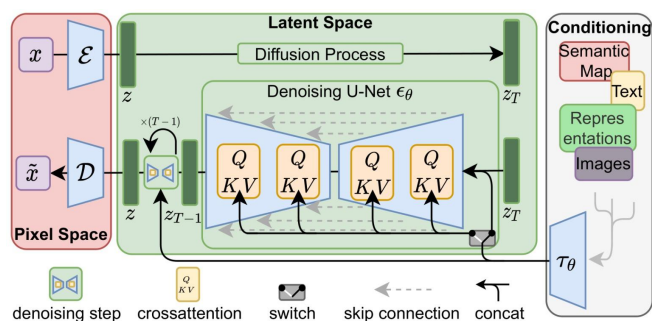 Latent Space
Conditioning
x
ℰ
Diffusion Process
z
z_T
Semantic
Map
Text
Repres
entations
Images
Denoising U-Net ϵ_θ
×(T−1)
x̃
𝒟
Q
KV
Q
KV
Q
KV
Q
KV
z
z_{T−1}
z_T
Pixel Space
τ_θ
Q
KV
denoising step
crossattention
switch
skip connection
concat